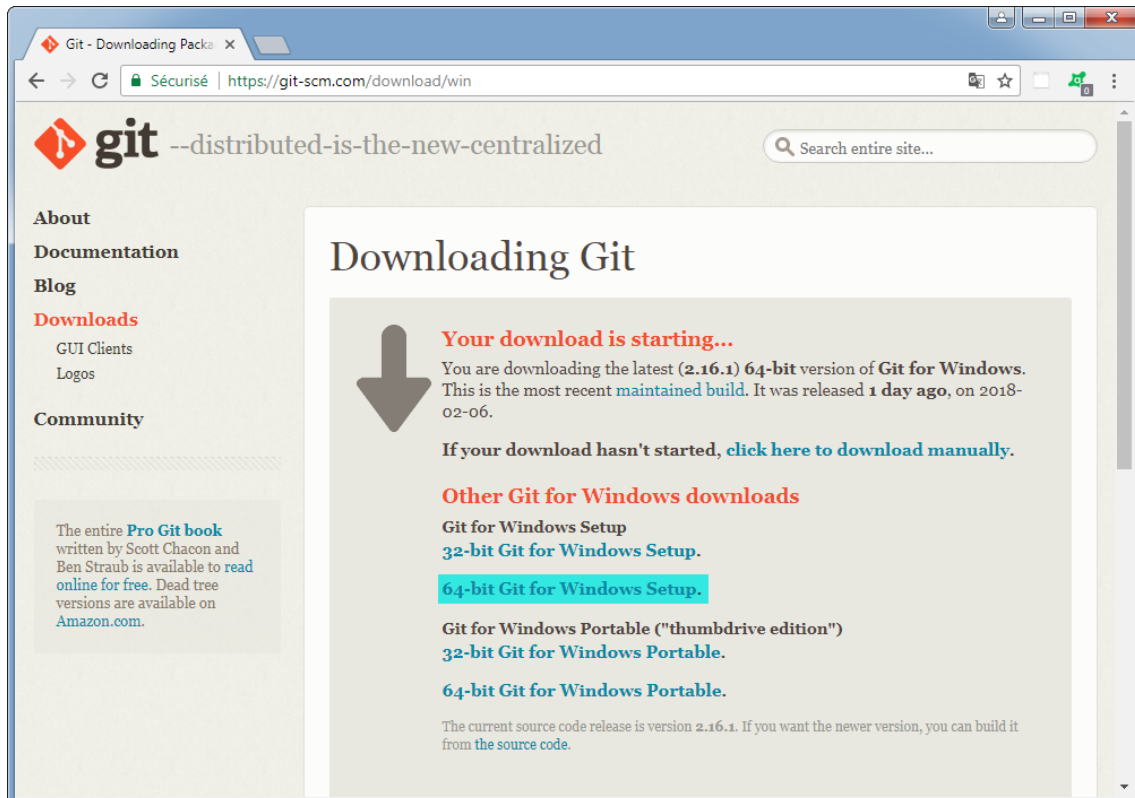 Git - Downloading Packa
Sécurisé | https://git-scm.com/download/win
git --distributed-is-the-new-centralized
Search entire site...
About
Documentation
Blog
Downloads
GUI Clients
Logos
Community
The entire Pro Git book
written by Scott Chacon and
Ben Straub is available to read
online for free. Dead tree
versions are available on
Amazon.com.
Downloading Git
Your download is starting...
You are downloading the latest (2.16.1) 64-bit version of Git for Windows.
This is the most recent maintained build. It was released 1 day ago, on 2018-
02-06.
If your download hasn't started, click here to download manually.
Other Git for Windows downloads
Git for Windows Setup
32-bit Git for Windows Setup.
64-bit Git for Windows Setup.
Git for Windows Portable ("thumbdrive edition")
32-bit Git for Windows Portable.
64-bit Git for Windows Portable.
The current source code release is version 2.16.1. If you want the newer version, you can build it
from the source code.
0